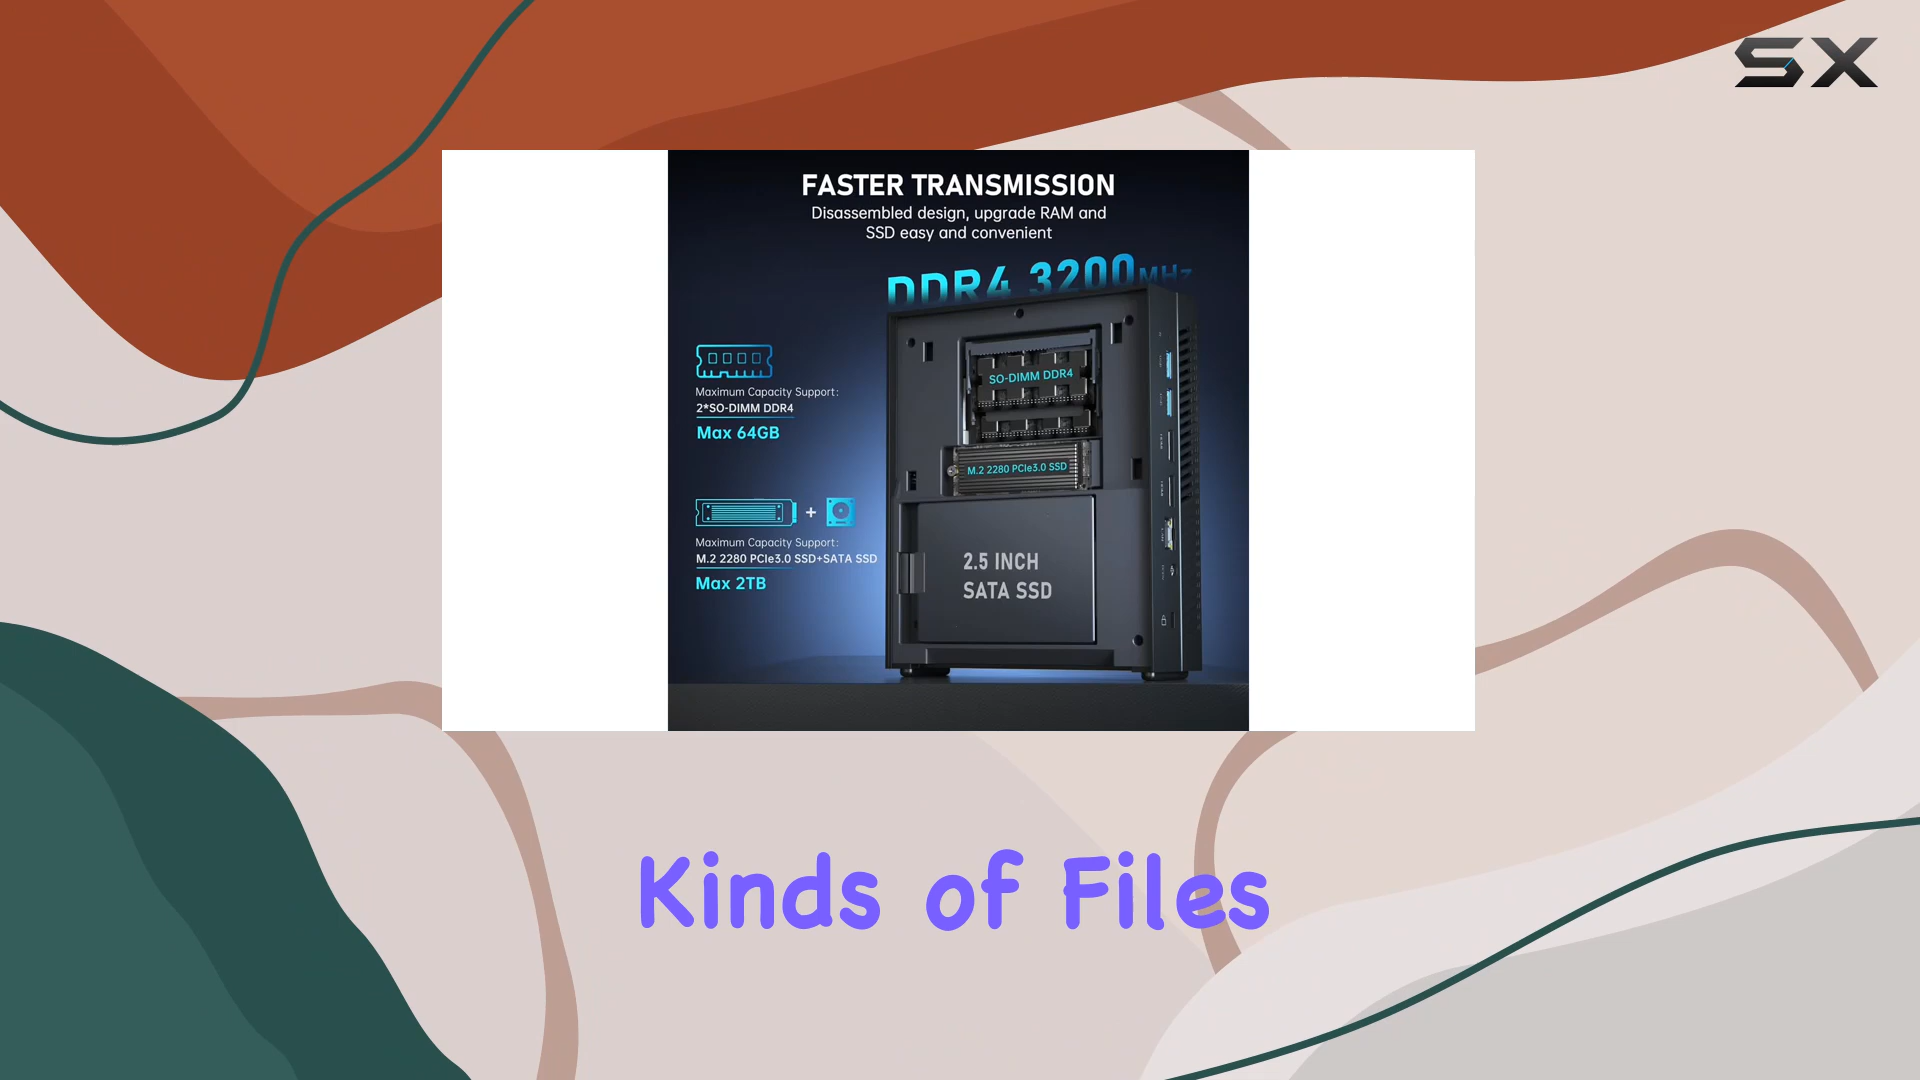 SX
FASTER TRANSMISSION
Disassembled design, upgrade RAM and
SSD easy and convenient
DDR4 3200MHz
SO-DIMM DDR4
Maximum Capacity Support:
2*SO-DIMM DDR4
Max 64GB
M.2 2280 PCIe3.0 SSD
+
Maximum Capacity Support:
M.2 2280 PCIe3.0 SSD+SATA SSD
Max 2TB
2.5 INCH
SATA SSD
Kinds of Files